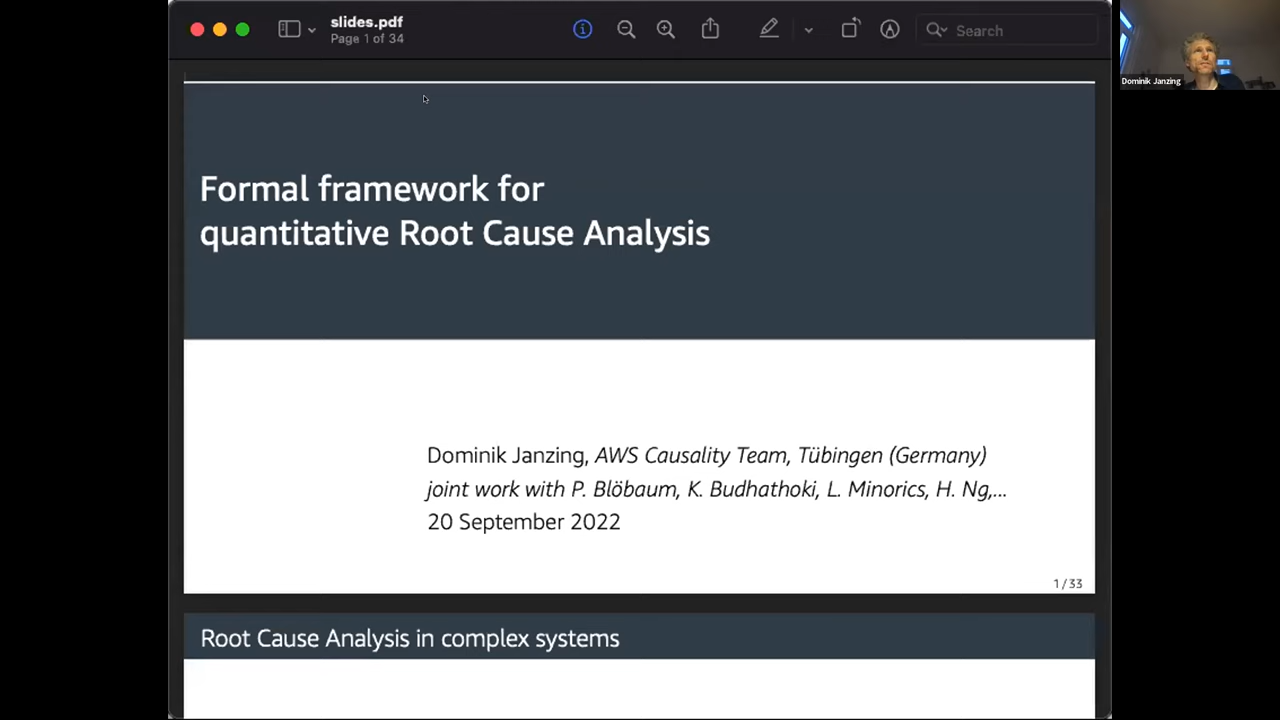 slides.pdf
Page 1 of 34
Search
Dominik Janzing
Formal framework for
quantitative Root Cause Analysis
Dominik Janzing, AWS Causality Team, Tübingen (Germany)
joint work with P. Blöbaum, K. Budhathoki, L. Minorics, H. Ng,...
20 September 2022
1 / 33
Root Cause Analysis in complex systems